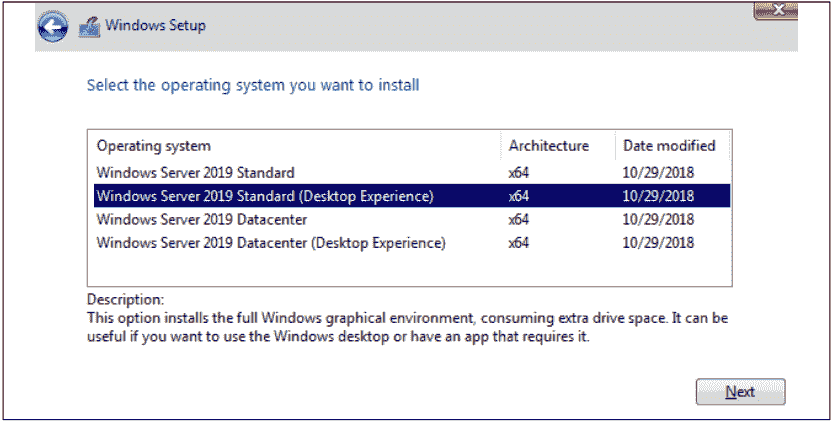 Windows Setup
Select the operating system you want to install
Operating system Architecture Date modified
Windows Server 2019 Standard x64 10/29/2018
Windows Server 2019 Standard (Desktop Experience) x64 10/29/2018
Windows Server 2019 Datacenter x64 10/29/2018
Windows Server 2019 Datacenter (Desktop Experience) x64 10/29/2018
Description:
This option installs the full Windows graphical environment, consuming extra drive space. It can be
useful if you want to use the Windows desktop or have an app that requires it.
Next